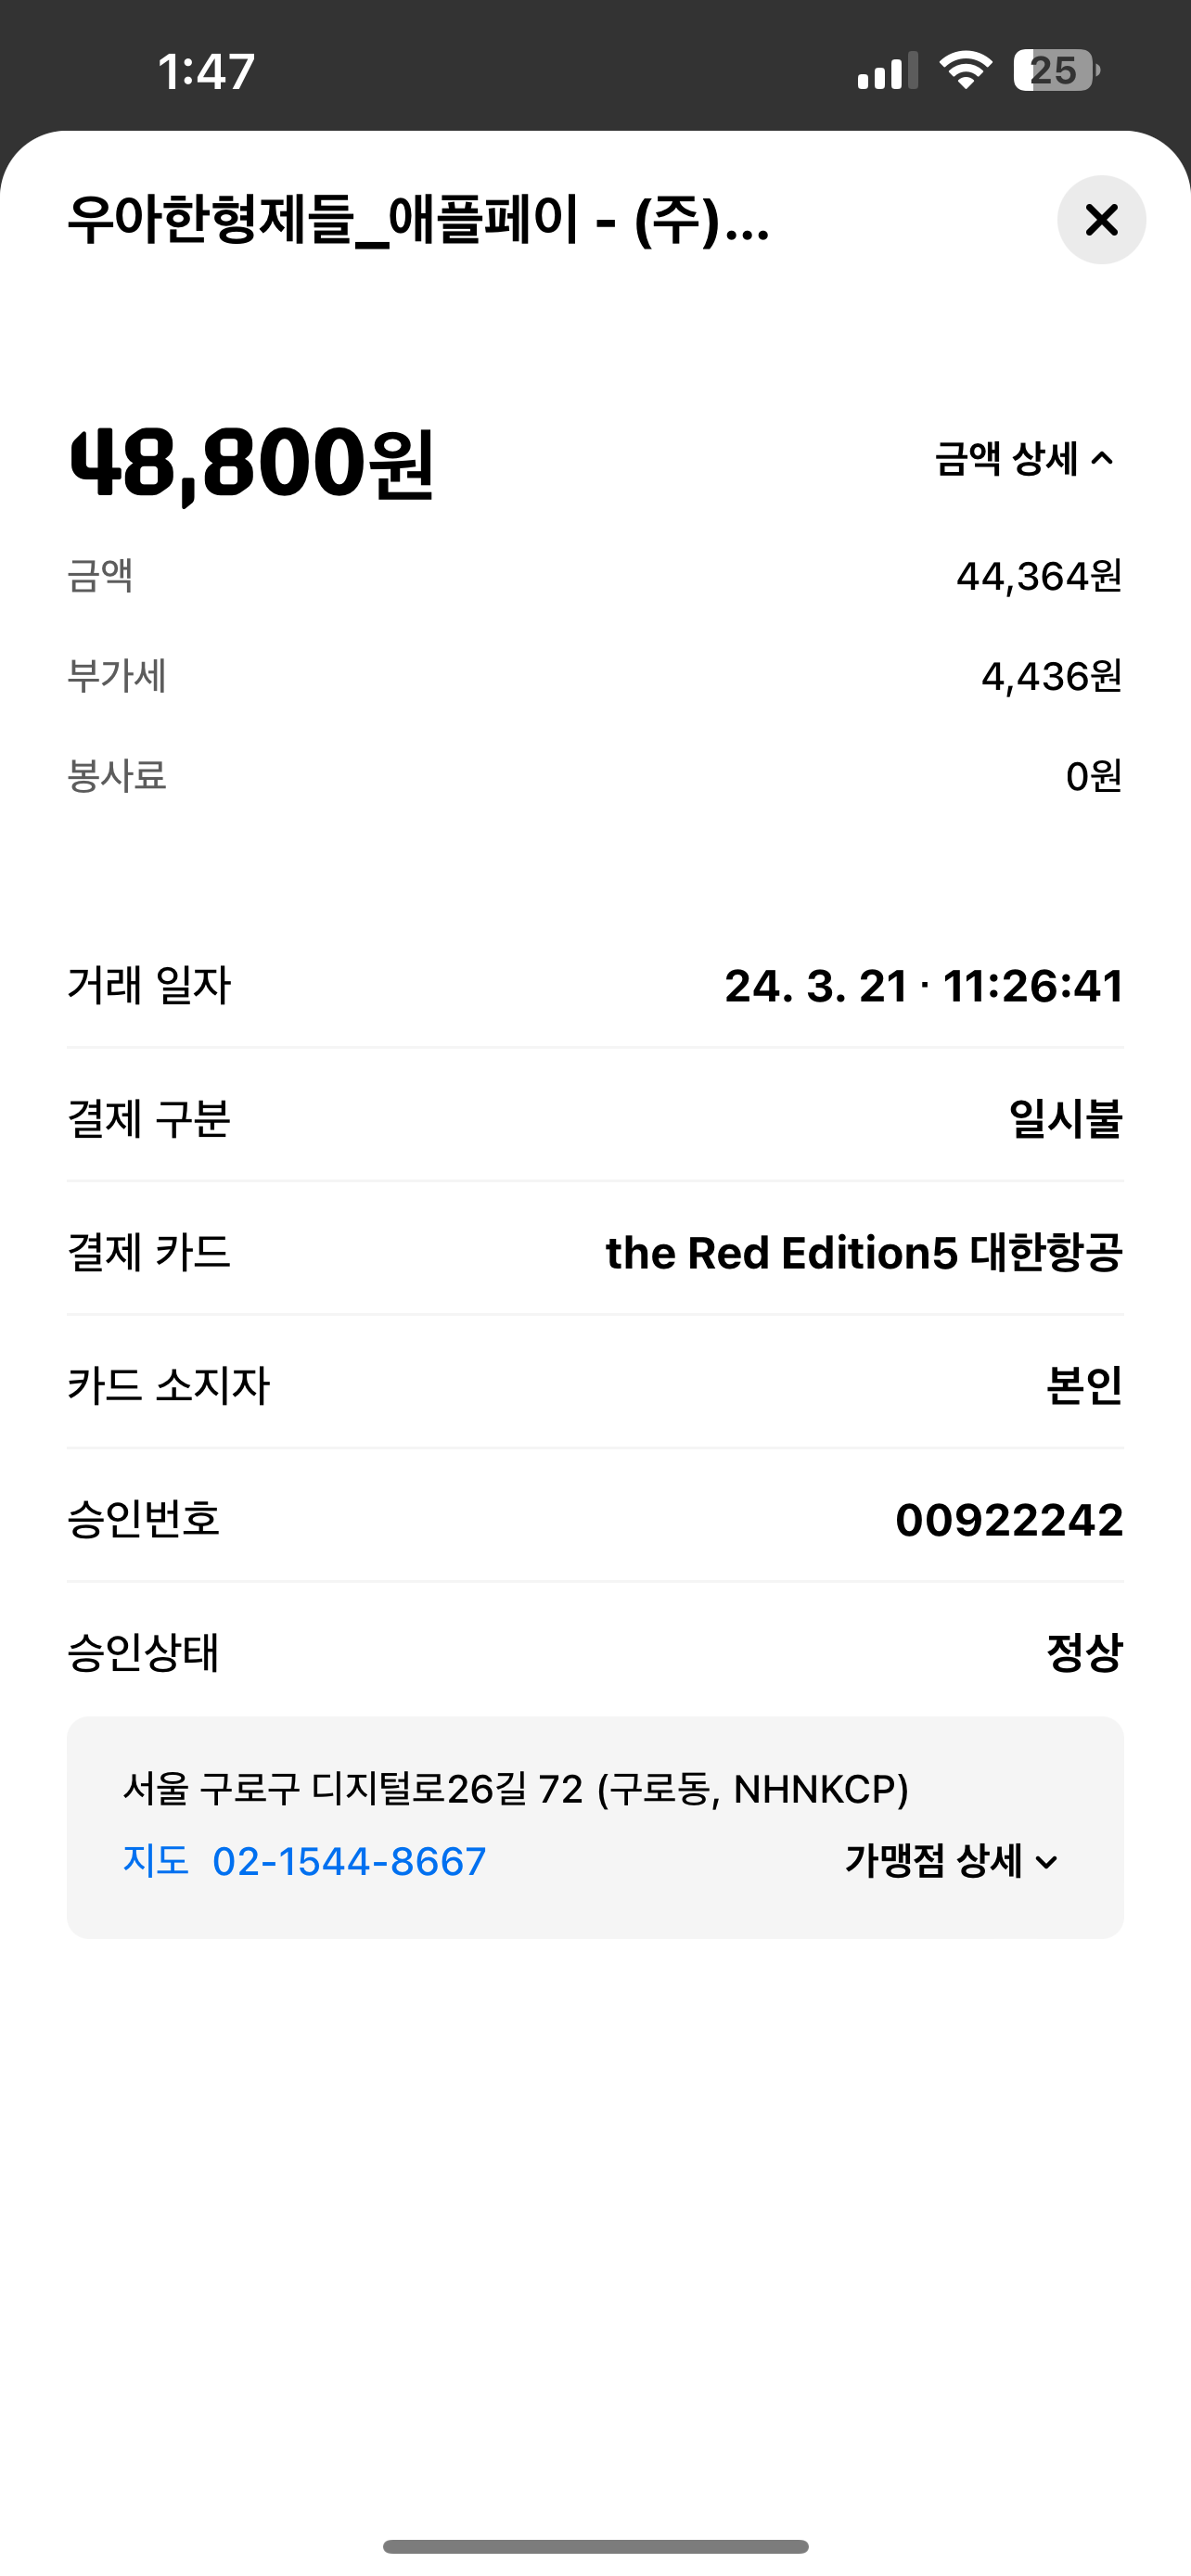 1:47
25
우아한형제들_애플페이 - (주)...
48,800원
금액 상세
금액 44,364원
부가세 4,436원
봉사료 0원
거래 일자 24. 3. 21 · 11:26:41
결제 구분 일시불
결제 카드 the Red Edition5 대한항공
카드 소지자 본인
승인번호 00922242
승인상태 정상
서울 구로구 디지털로26길 72 (구로동, NHNKCP)
지도 02-1544-8667 가맹점 상세